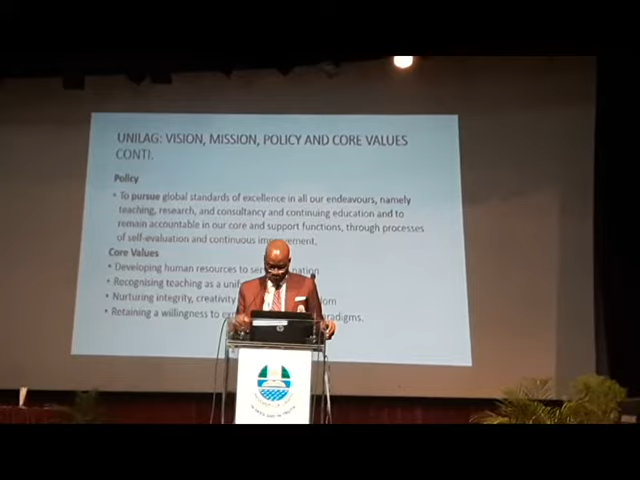 UNILAG: VISION, MISSION, POLICY AND CORE VALUES
CONTI.
Policy
• To pursue global standards of excellence in all our endeavours, namely
teaching, research, and consultancy and continuing education and to
remain accountable in our core and support functions, through processes
of self-evaluation and continuous improvement.
Core Values
• Developing human resources to nation
• Recognising teaching as a
• Nurturing integrity, creativity
• Retaining a willingness to paradigms.